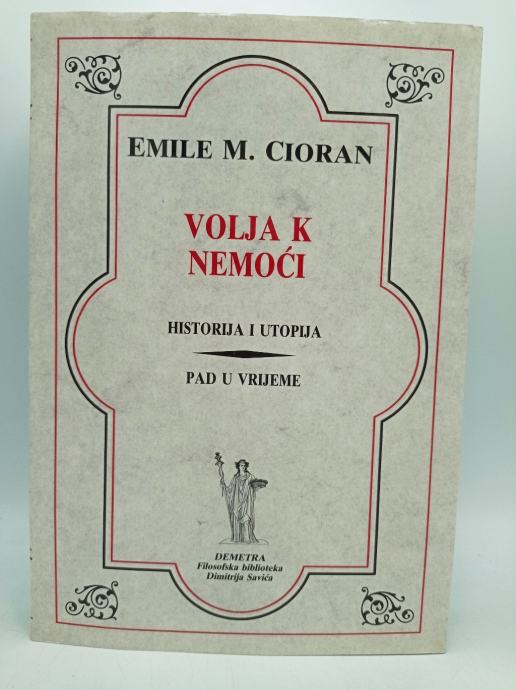 EMILE M. CIORAN
VOLJA K
NEMOĆI
HISTORIJA I UTOPIJA
PAD U VRIJEME
DEMETRA
Filosofska biblioteka
Dimitrija Savića